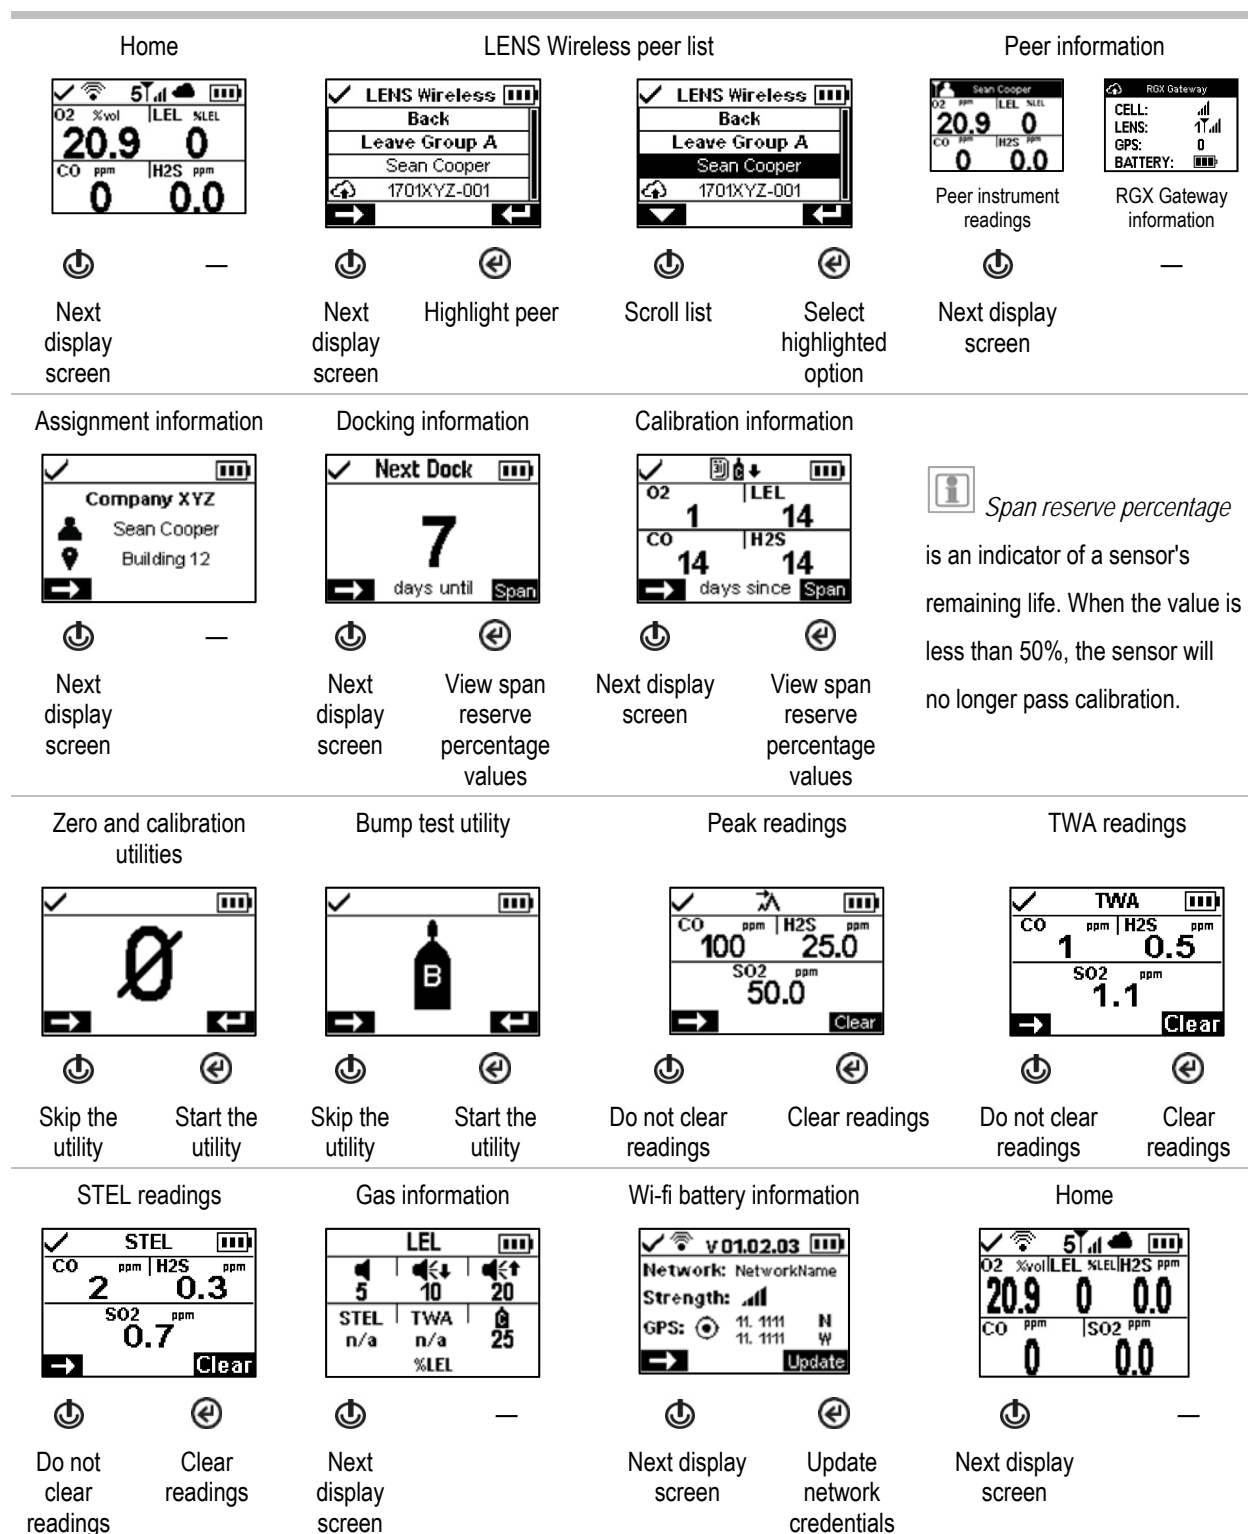 Home
LENS Wireless peer list
Peer information
5
O2 %vol LEL %LEL
20.9 0
CO ppm H2S ppm
0 0.0
LENS Wireless
Back
Leave Group A
Sean Cooper
1701XYZ-001
LENS Wireless
Back
Leave Group A
Sean Cooper
1701XYZ-001
Sean Cooper
O2 ppm LEL %LEL
20.9 0
CO ppm H2S ppm
0 0.0
RGX Gateway
CELL:
LENS: 1
GPS: 0
BATTERY:
Peer instrument
readings
RGX Gateway
information
—
—
Next
display
screen
Next
display
screen
Highlight peer
Scroll list
Select
highlighted
option
Next display
screen
Assignment information
Docking information
Calibration information
Company XYZ
Sean Cooper
Building 12
Next Dock
7
days until Span
31
O2 LEL
1 14
CO H2S
14 14
days since Span
Span reserve percentage
is an indicator of a sensor's
remaining life. When the value is
less than 50%, the sensor will
no longer pass calibration.
—
Next
display
screen
Next
display
screen
View span
reserve
percentage
values
Next display
screen
View span
reserve
percentage
values
Zero and calibration
utilities
Bump test utility
Peak readings
TWA readings
Ø
B
CO ppm H2S ppm
100 25.0
SO2 ppm
50.0
Clear
TWA
CO ppm H2S ppm
1 0.5
SO2 ppm
1.1
Clear
Skip the
utility
Start the
utility
Skip the
utility
Start the
utility
Do not clear
readings
Clear readings
Do not clear
readings
Clear
readings
STEL readings
Gas information
Wi-fi battery information
Home
STEL
CO ppm H2S ppm
2 0.3
SO2 ppm
0.7
Clear
LEL
5 10 20
STEL TWA C
n/a n/a 25
%LEL
V 01.02.03
Network: NetworkName
Strength:
GPS: 11. 1111 N
11. 1111 W
Update
5
O2 %vol LEL %LEL H2S ppm
20.9 0 0.0
CO ppm SO2 ppm
0 0.0
—
—
Do not
clear
readings
Clear
readings
Next
display
screen
Next display
screen
Update
network
credentials
Next display
screen